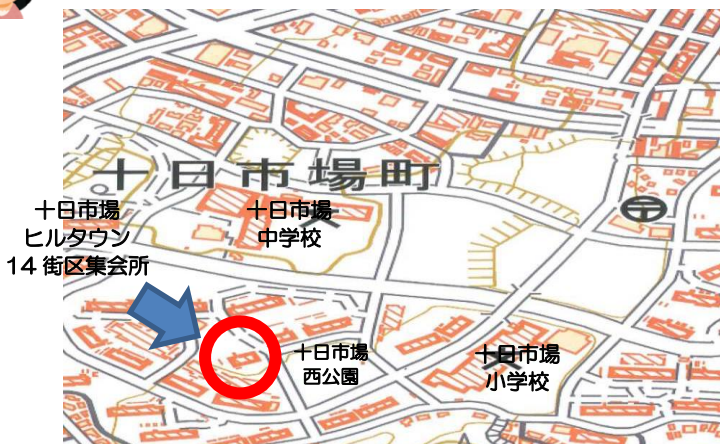 十日市場町
十日市場
ヒルタウン
14 街区集会所
十日市場
中学校
十日市場
西公園
十日市場
小学校